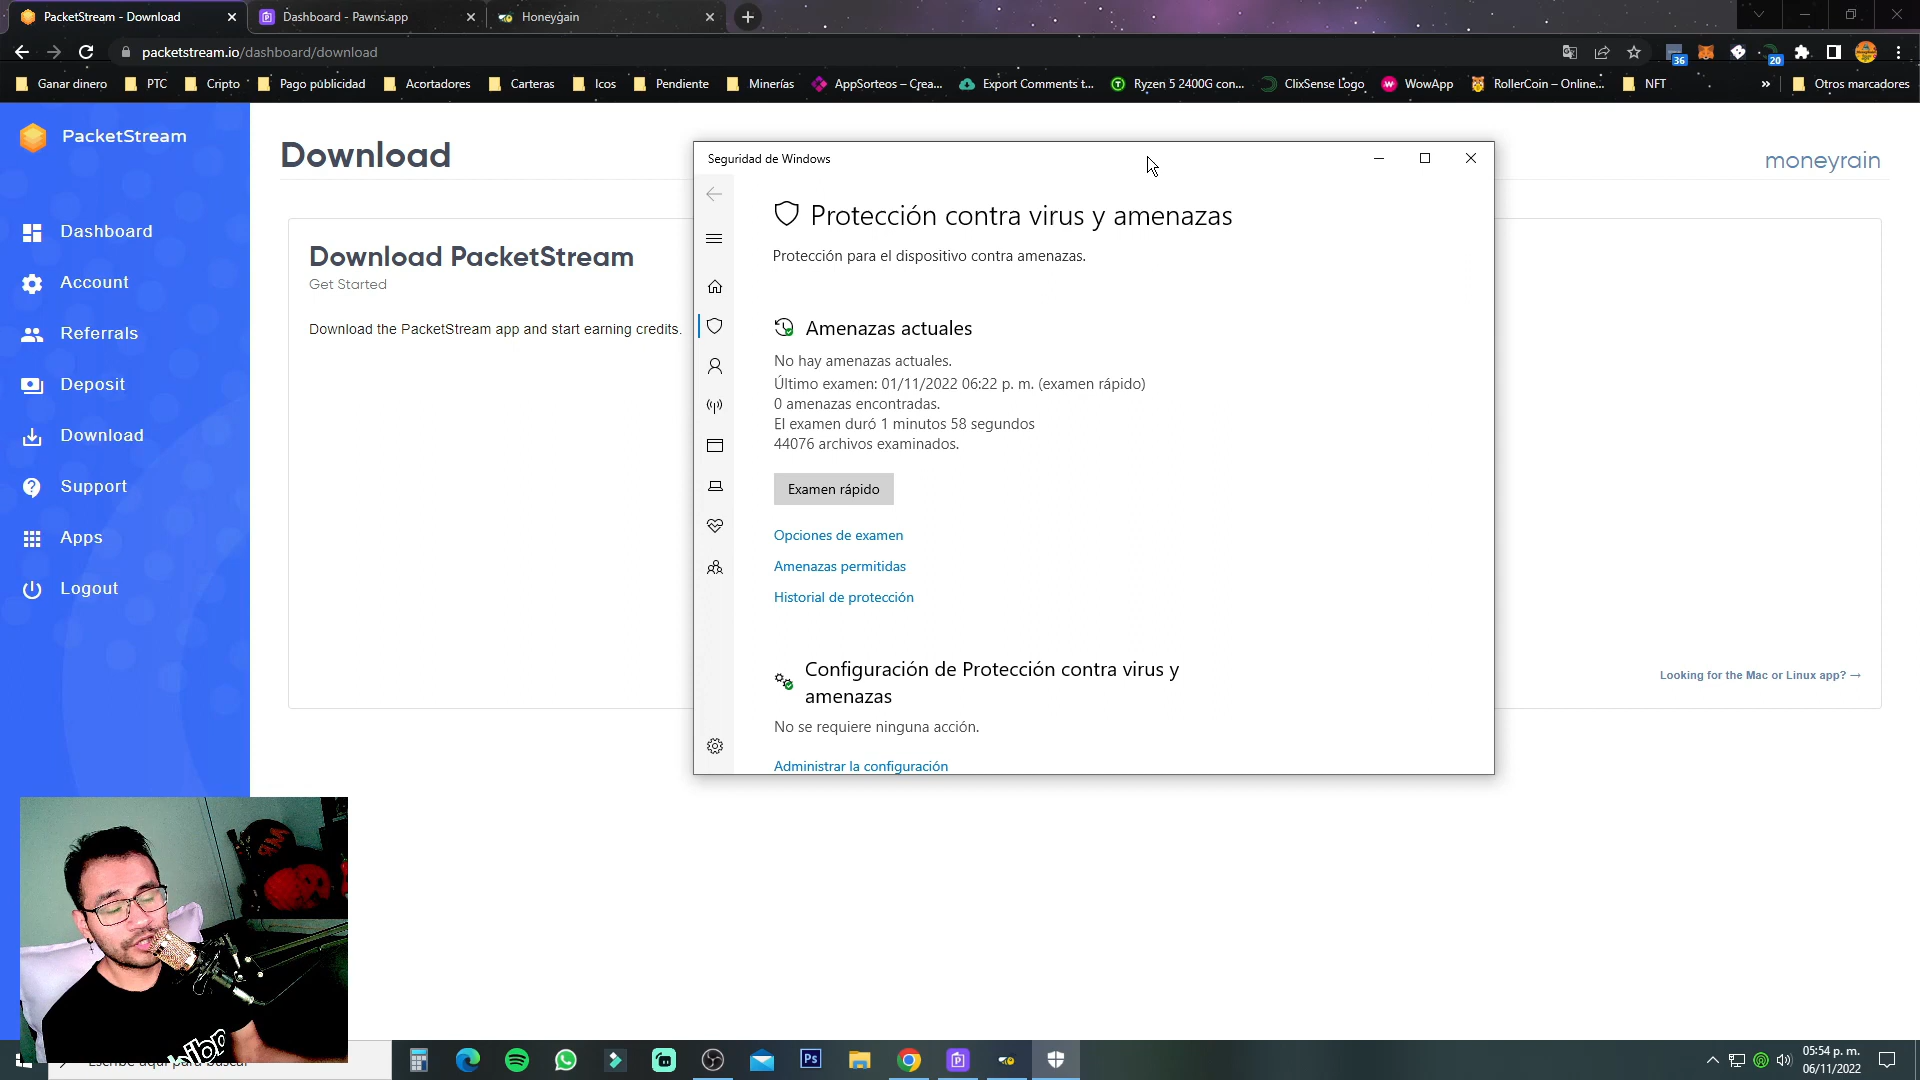 PacketStream - Download
Dashboard - Pawns.app
Honeygain
packetstream.io/dashboard/download
36
20
Ganar dinero
PTC
Cripto
Pago publicidad
Acortadores
Carteras
Icos
Pendiente
Minerías
AppSorteos – Crea...
Export Comments t...
Ryzen 5 2400G con...
ClixSense Logo
WowApp
RollerCoin – Online...
NFT
»
Otros marcadores
PacketStream
Dashboard
Account
Referrals
Deposit
Download
Support
Apps
Logout
Download
moneyrain
Download PacketStream
Get Started
Download the PacketStream app and start earning credits.
Looking for the Mac or Linux app? →
Seguridad de Windows
Protección contra virus y amenazas
Protección para el dispositivo contra amenazas.
Amenazas actuales
No hay amenazas actuales.
Último examen: 01/11/2022 06:22 p. m. (examen rápido)
0 amenazas encontradas.
El examen duró 1 minutos 58 segundos
44076 archivos examinados.
Examen rápido
Opciones de examen
Amenazas permitidas
Historial de protección
Configuración de Protección contra virus y
amenazas
No se requiere ninguna acción.
Administrar la configuración
Escribe aquí para buscar
Ps
05:54 p. m.
06/11/2022